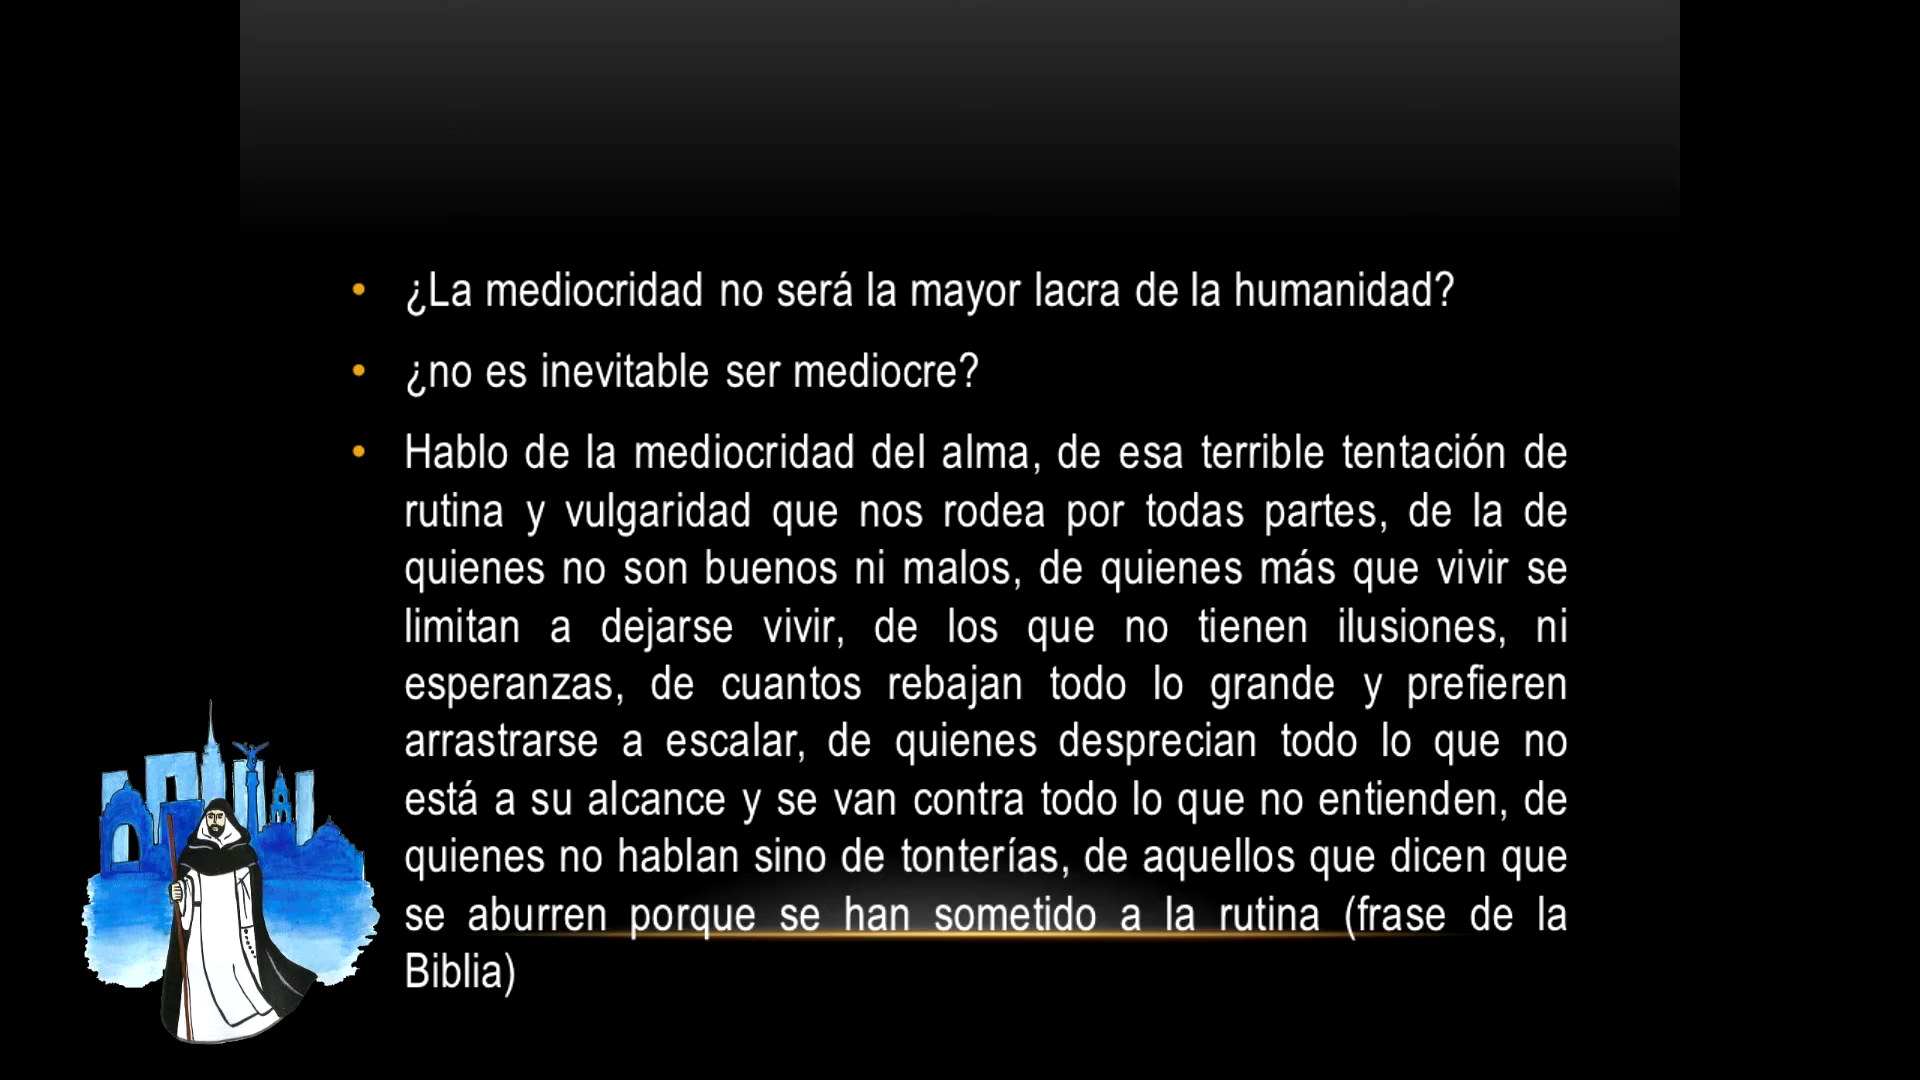 ¿La mediocridad no será la mayor lacra de la humanidad?
¿no es inevitable ser mediocre?
Hablo de la mediocridad del alma, de esa terrible tentación de
rutina y vulgaridad que nos rodea por todas partes, de la de
quienes no son buenos ni malos, de quienes más que vivir se
limitan a dejarse vivir, de los que no tienen ilusiones, ni
esperanzas, de cuantos rebajan todo lo grande y prefieren
arrastrarse a escalar, de quienes desprecian todo lo que no
está a su alcance y se van contra todo lo que no entienden, de
quienes no hablan sino de tonterías, de aquellos que dicen que
se aburren porque se han sometido a la rutina (frase de la
Biblia)